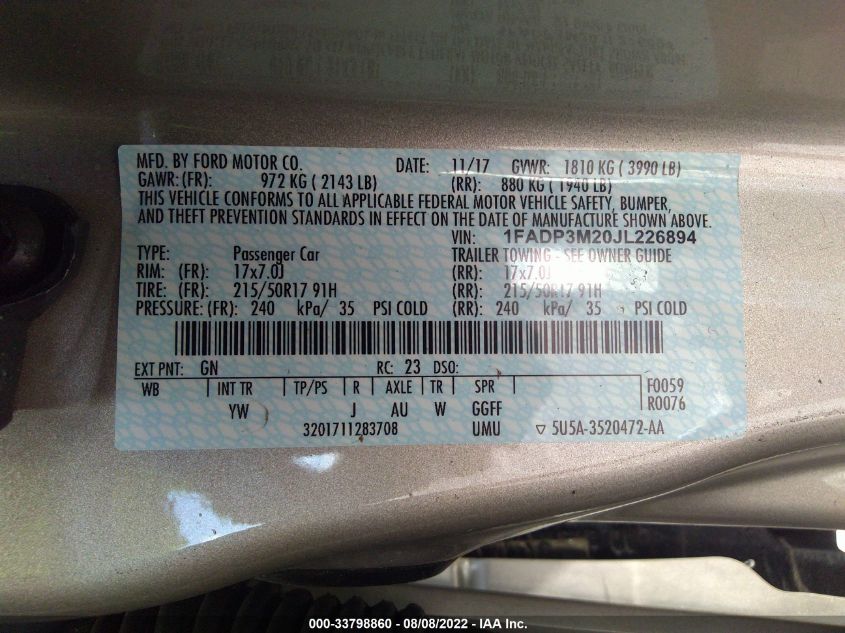 MFD. BY FORD MOTOR CO. DATE: 11/17 GVWR: 1810 KG ( 3990 LB)
GAWR: (FR): 972 KG ( 2143 LB) (RR): 880 KG ( 1940 LB)
THIS VEHICLE CONFORMS TO ALL APPLICABLE FEDERAL MOTOR VEHICLE SAFETY, BUMPER,
AND THEFT PREVENTION STANDARDS IN EFFECT ON THE DATE OF MANUFACTURE SHOWN ABOVE.
VIN: 1FADP3M20JL226894
TYPE: Passenger Car TRAILER TOWING - SEE OWNER GUIDE
RIM: (FR): 17x7.0J (RR): 17x7.0J
TIRE: (FR): 215/50R17 91H (RR): 215/50R17 91H
PRESSURE: (FR): 240 kPa/ 35 PSI COLD (RR): 240 kPa/ 35 PSI COLD
EXT PNT: GN RC: 23 DSO:
WB INT TR TP/PS R AXLE TR SPR F0059
YW J AU W GGFF R0076
3201711283708 UMU ▽ 5U5A-3520472-AA
000-33798860 - 08/08/2022 - IAA Inc.